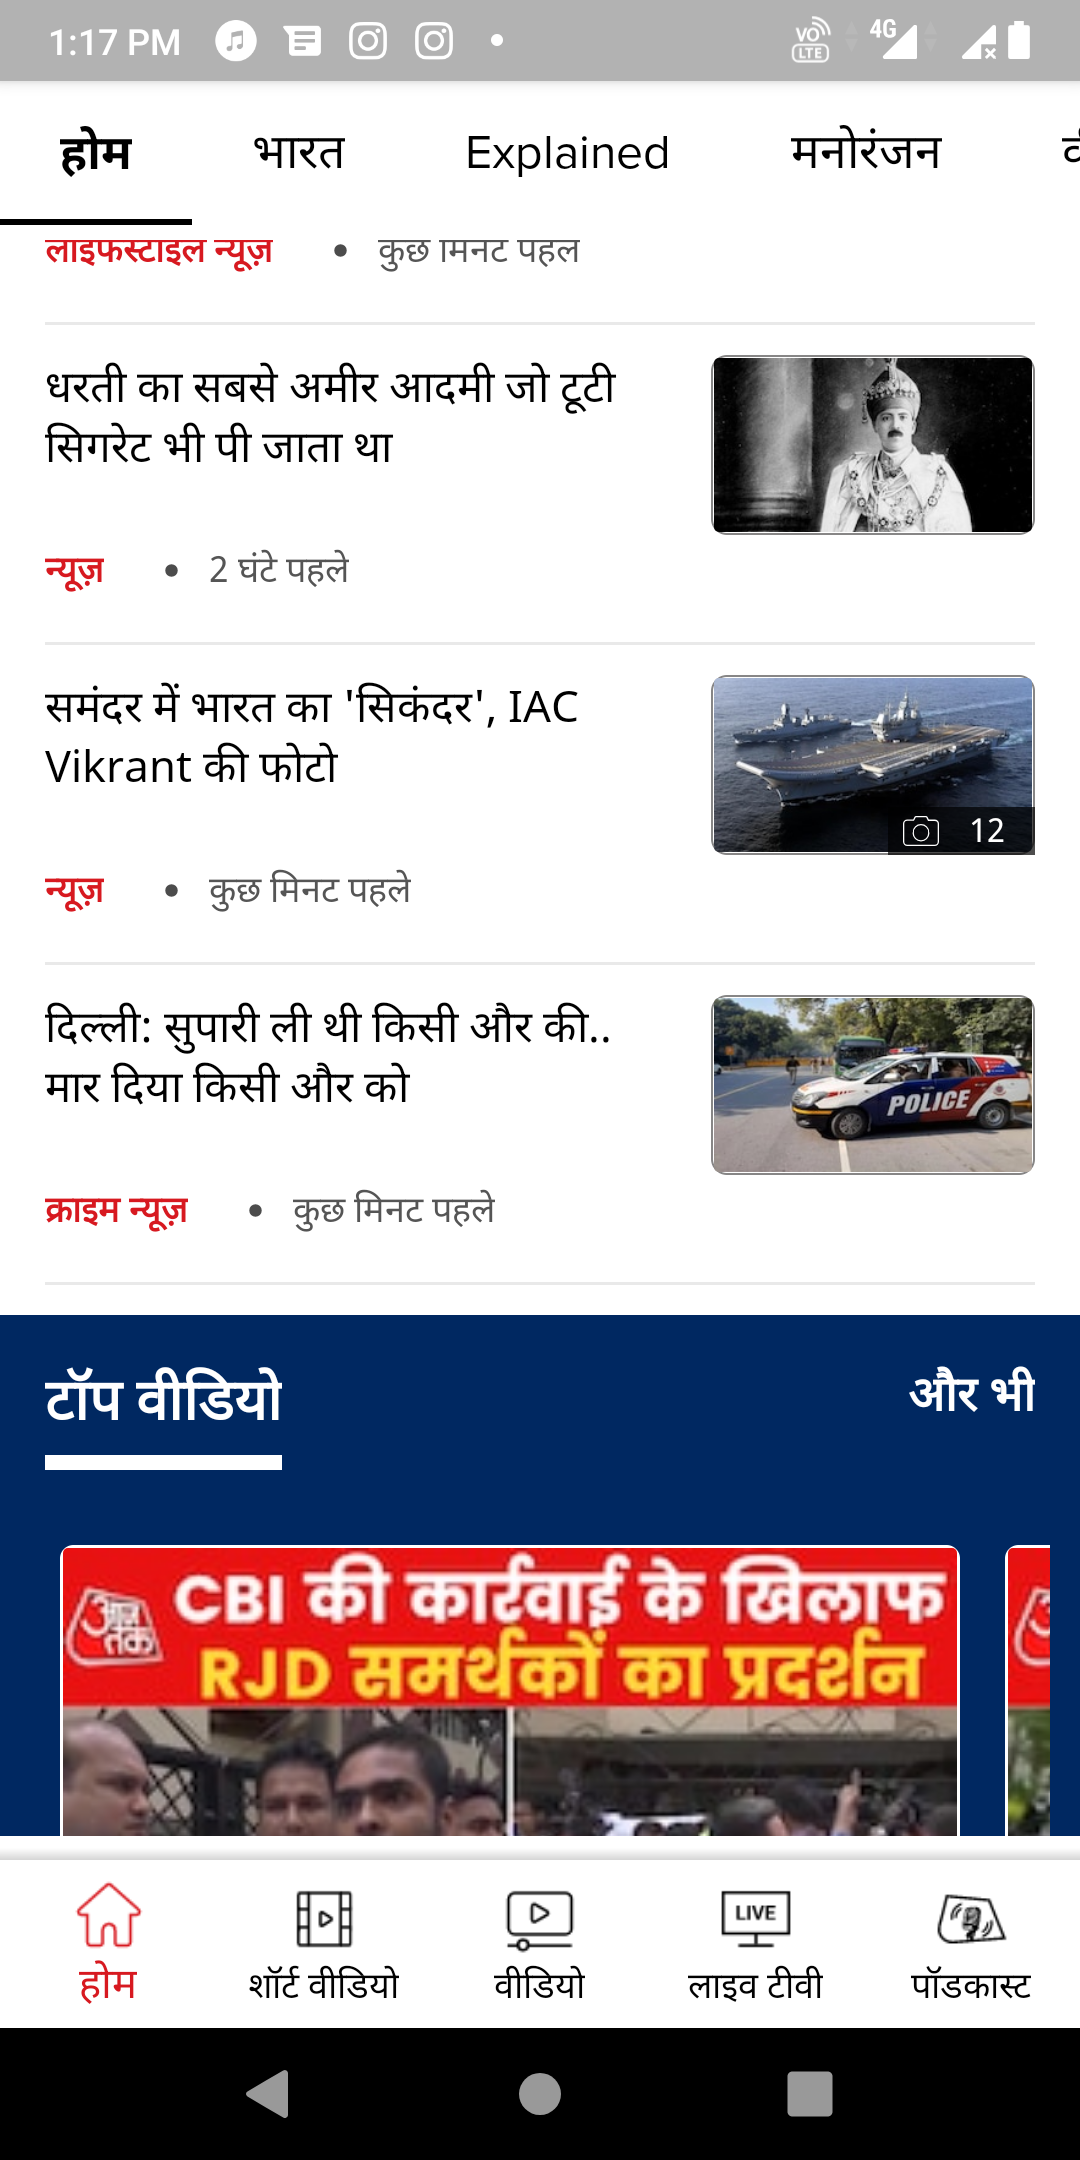 1:17 PM
VO LTE 4G
होम भारत Explained मनोरंजन
लाइफस्टाइल न्यूज़ • कुछ मिनट पहले
धरती का सबसे अमीर आदमी जो टूटी
सिगरेट भी पी जाता था
न्यूज़ • 2 घंटे पहले
समंदर में भारत का 'सिकंदर', IAC
Vikrant की फोटो
12
न्यूज़ • कुछ मिनट पहले
दिल्ली: सुपारी ली थी किसी और की..
मार दिया किसी और को
POLICE
क्राइम न्यूज़ • कुछ मिनट पहले
टॉप वीडियो और भी
आज तक
CBI की कार्रवाई के खिलाफ
RJD समर्थकों का प्रदर्शन
LIVE
होम शॉर्ट वीडियो वीडियो लाइव टीवी पॉडकास्ट